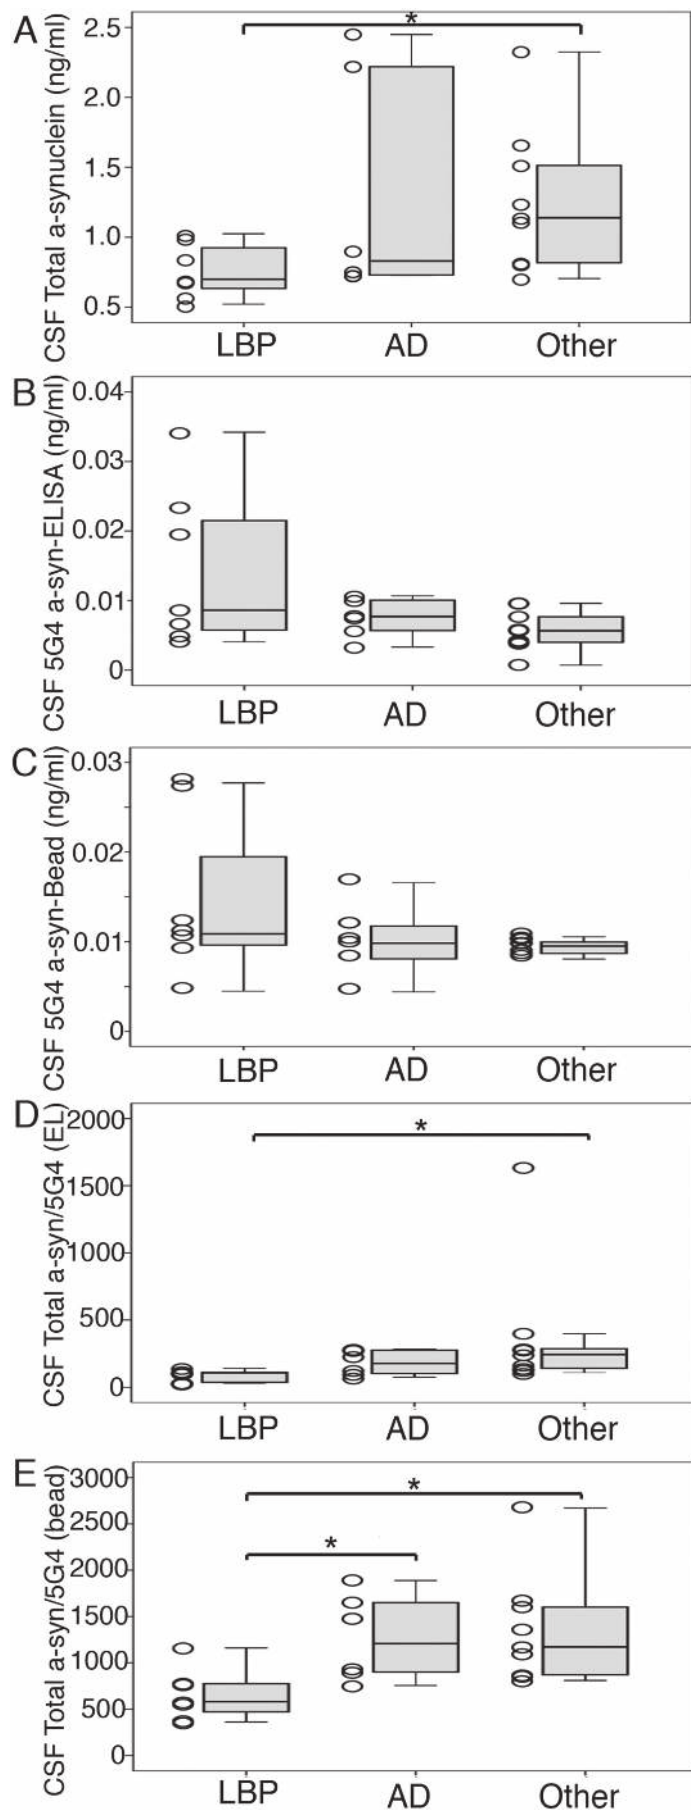 A
CSF Total a-synuclein (ng/ml)
2.5
2.0
1.5
1.0
0.5
*
LBP AD Other
B
CSF 5G4 a-syn-ELISA (ng/ml)
0.04
0.03
0.02
0.01
0
LBP AD Other
C
CSF 5G4 a-syn-Bead (ng/ml)
0.03
0.02
0.01
0
LBP AD Other
D
CSF Total a-syn/5G4 (EL)
2000
1500
1000
500
0
*
LBP AD Other
E
CSF Total a-syn/5G4 (bead)
3000
2500
2000
1500
1000
500
0
*
*
LBP AD Other